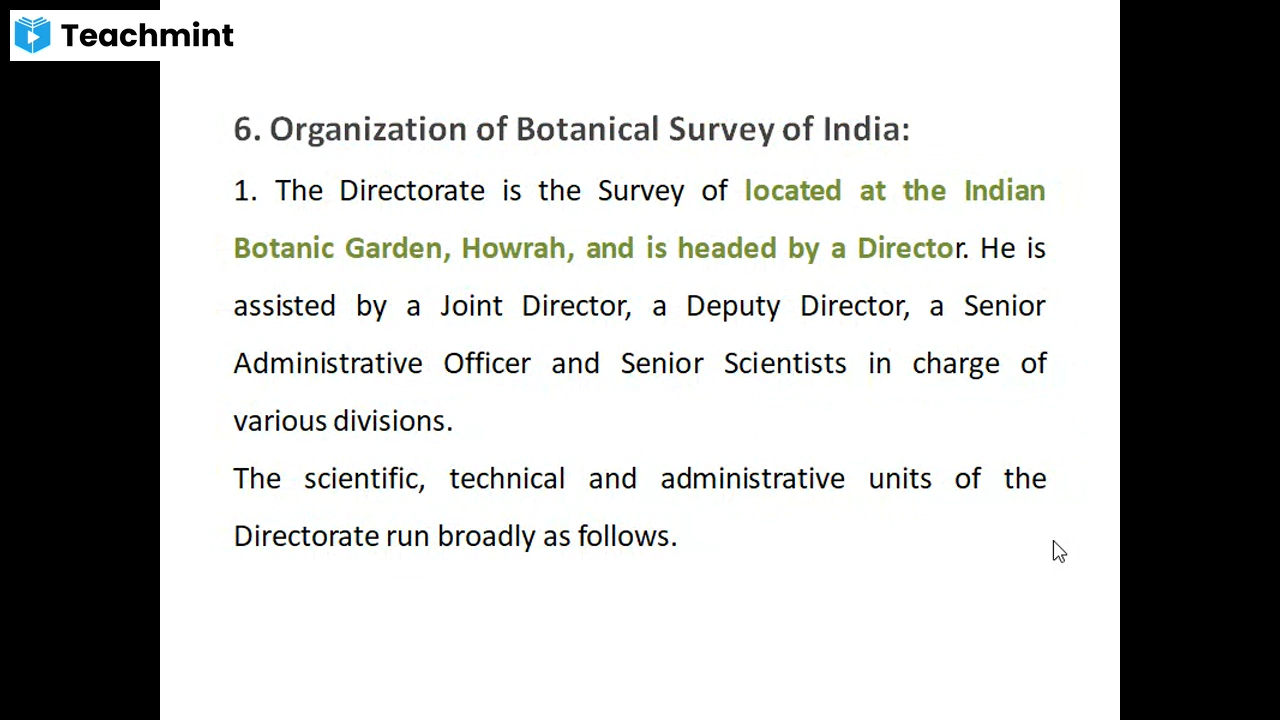 Teachmint
6. Organization of Botanical Survey of India:
1. The Directorate is the Survey of located at the Indian
Botanic Garden, Howrah, and is headed by a Director. He is
assisted by a Joint Director, a Deputy Director, a Senior
Administrative Officer and Senior Scientists in charge of
various divisions.
The scientific, technical and administrative units of the
Directorate run broadly as follows.